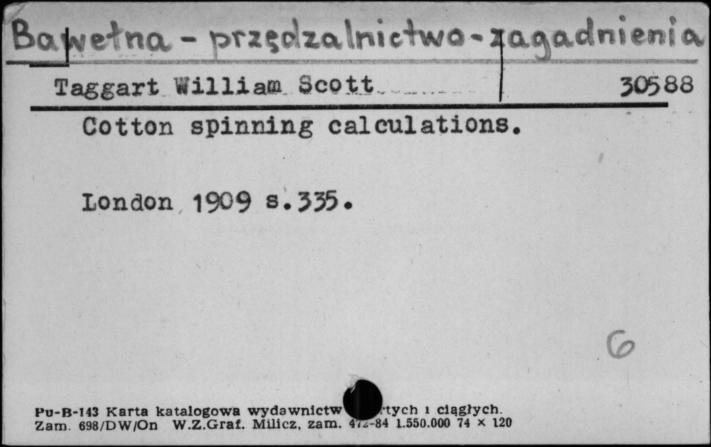 Bawełna - przędzalnictwo - zagadnienia
Taggart William Scott 30588
Cotton spinning calculations.
London 1909 s.335.
6
Pu-B-143 Karta katalogowa wydawnictw ciągłych.
Zam. 698/DW/On W.Z.Graf. Milicz, zam. 84 1.550.000 74 × 120